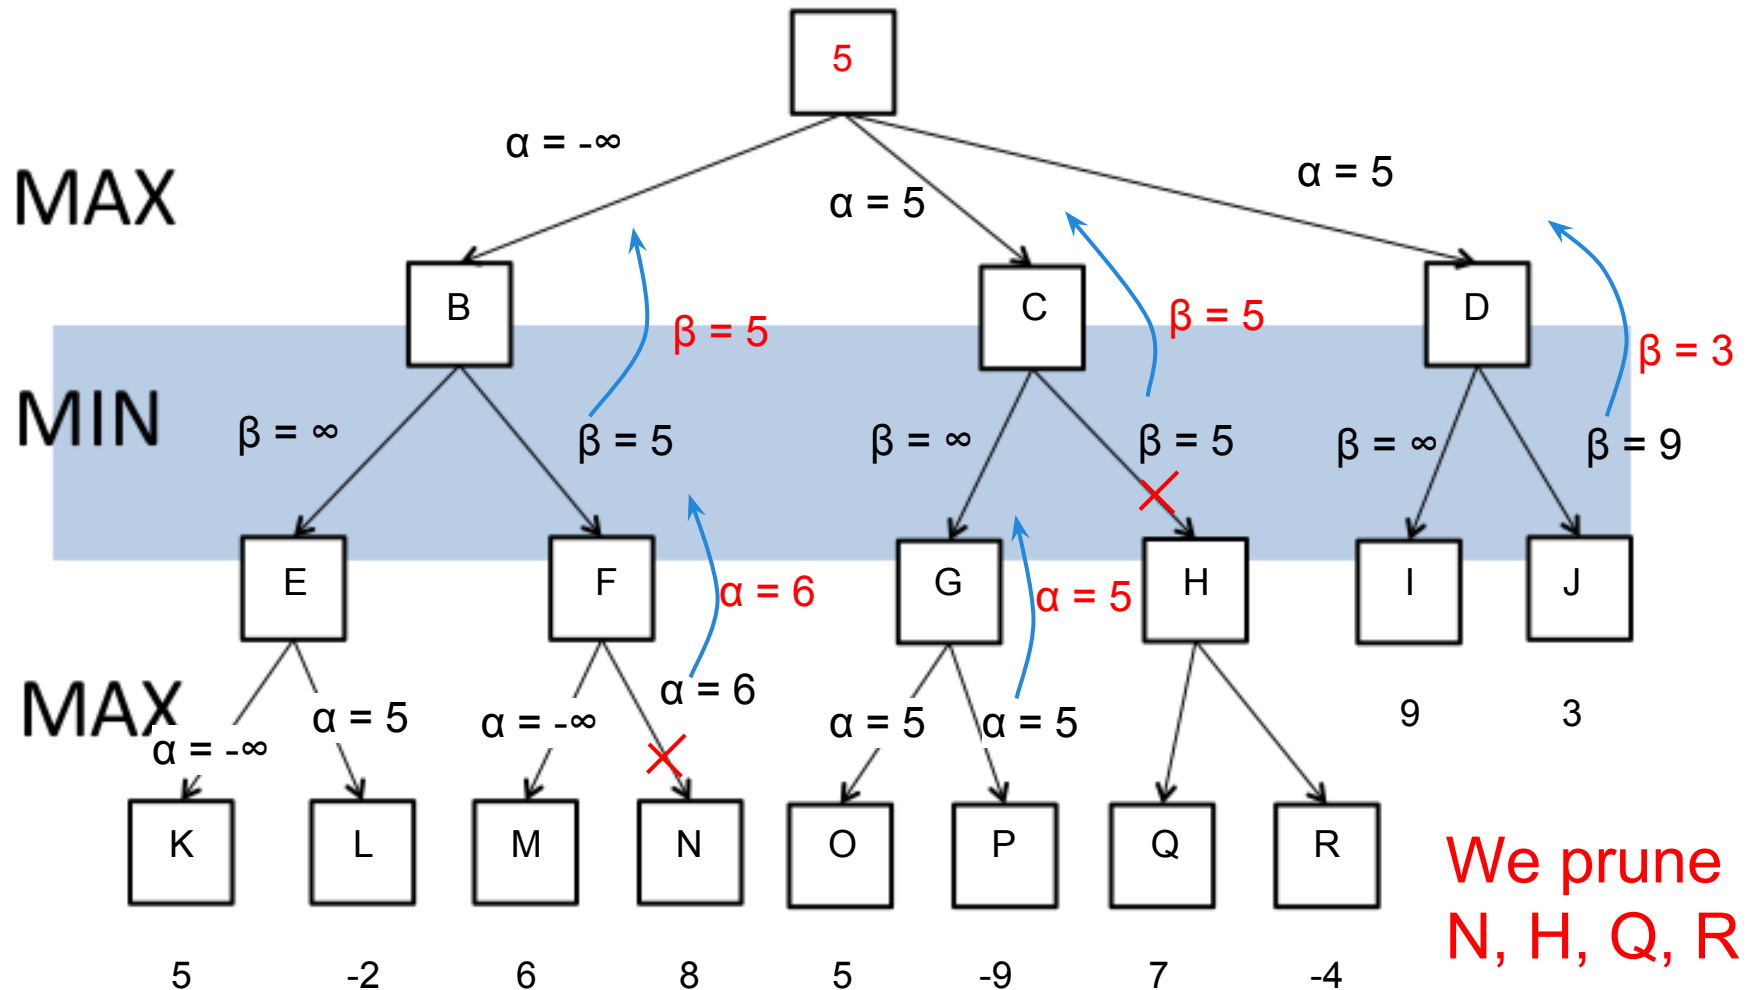 5
α = -∞
α = 5
α = 5
MAX
B
C
D
β = 5
β = 5
β = 3
MIN
β = ∞
β = 5
β = ∞
β = 5
β = ∞
β = 9
E
F
G
H
I
J
α = 6
α = 5
MAX
α = -∞
α = 5
α = -∞
α = 6
α = 5
α = 5
9
3
K
L
M
N
O
P
Q
R
We prune
N, H, Q, R
5
-2
6
8
5
-9
7
-4